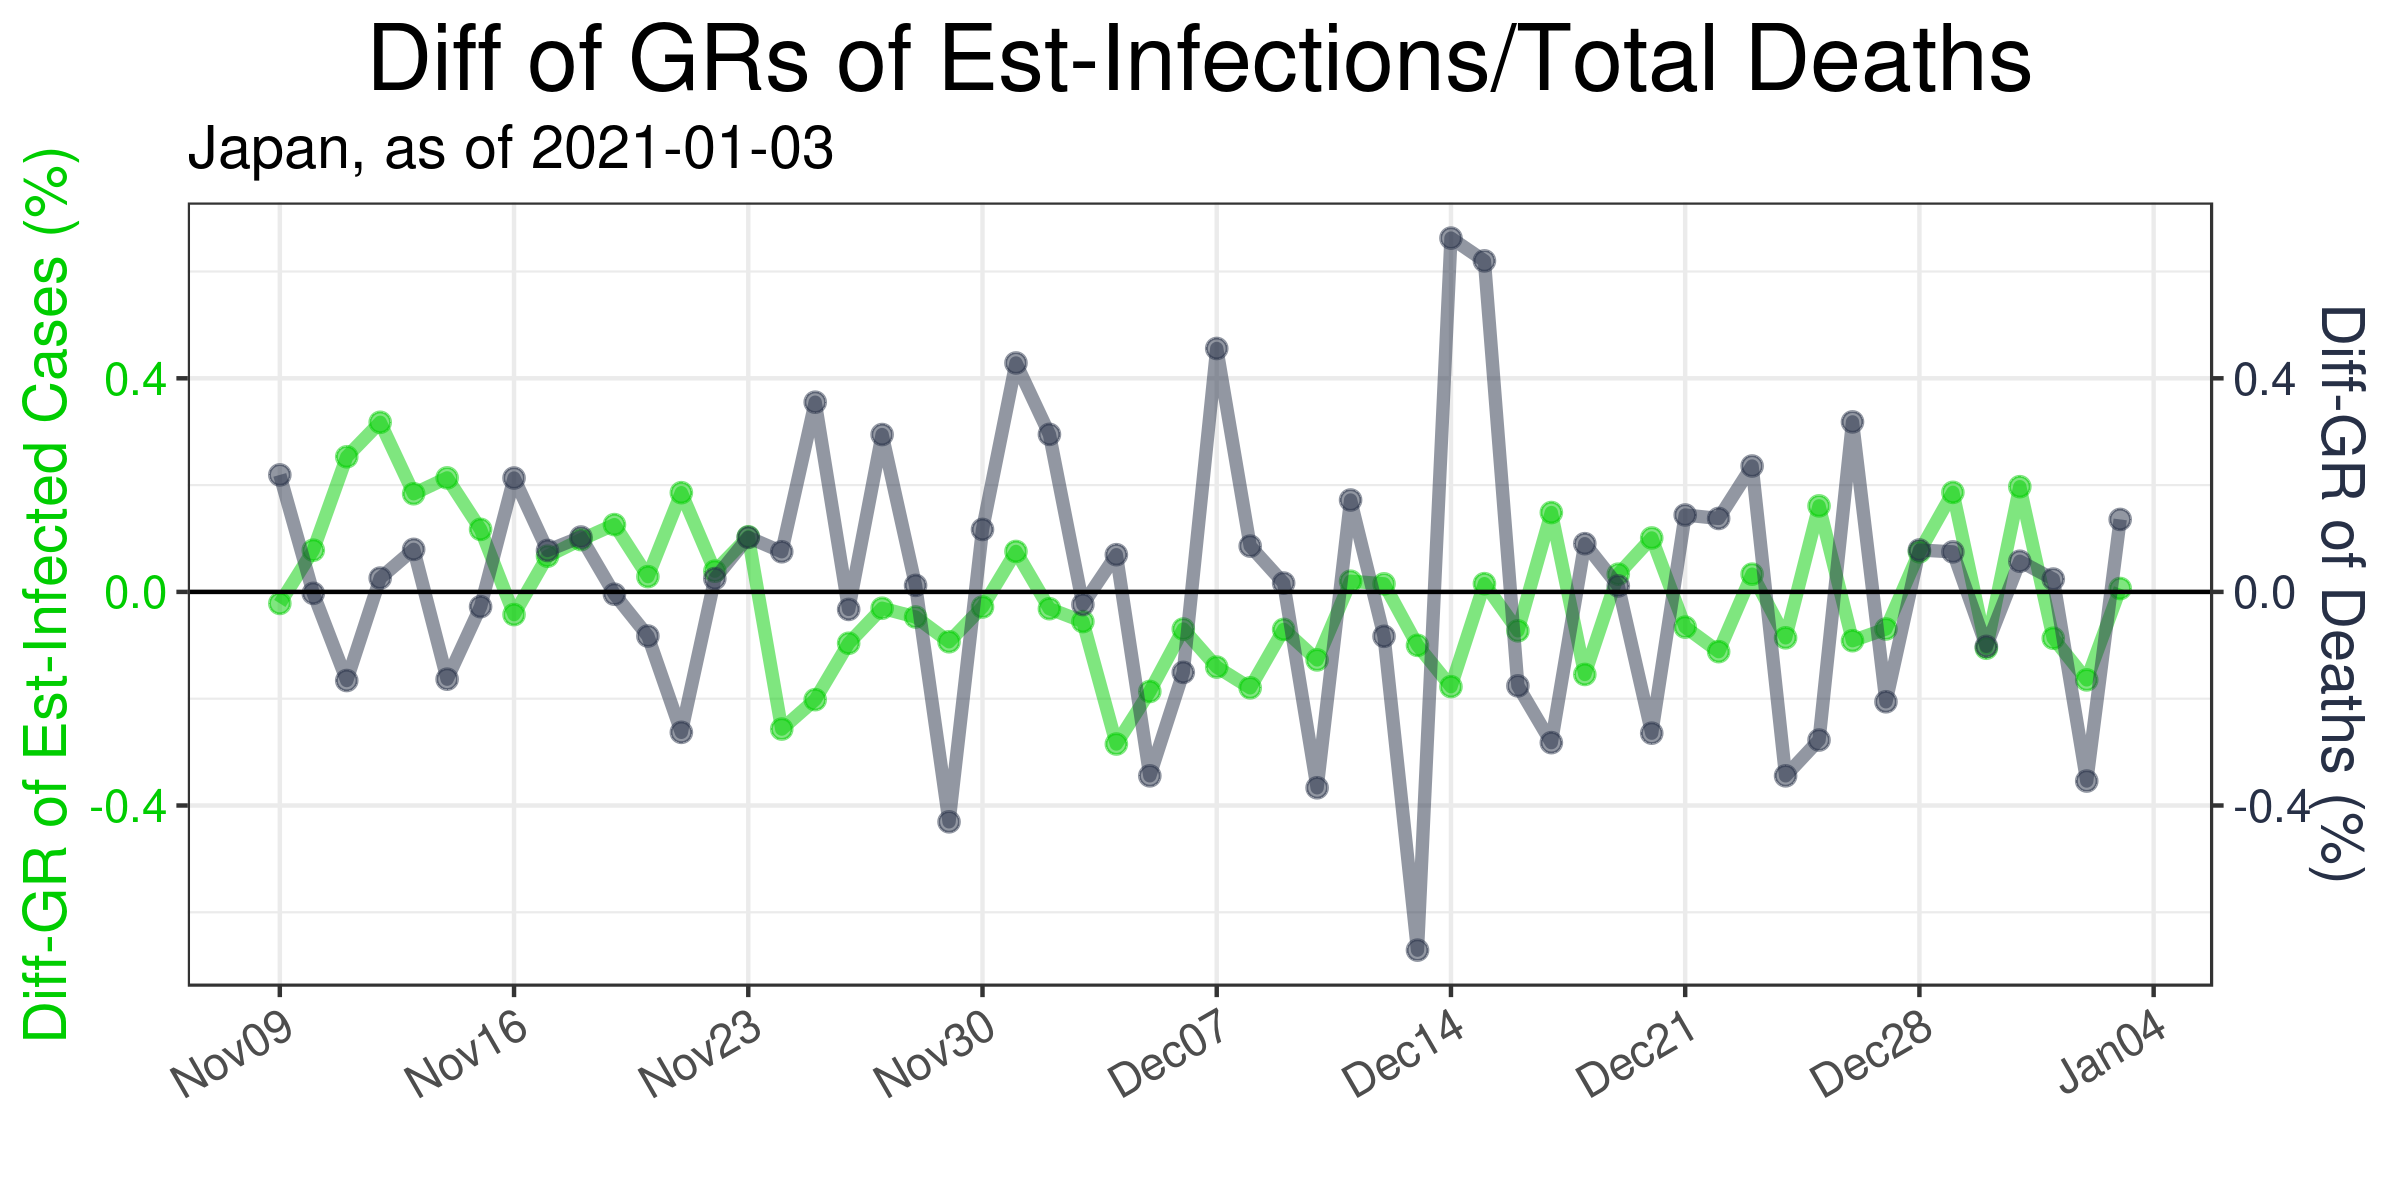 Diff of GRs of Est-Infections/Total Deaths
Japan, as of 2021-01-03
Diff-GR of Est-Infected Cases (%)
0.4
0.0
-0.4
0.4
0.0
-0.4
Diff-GR of Deaths (%)
Nov09
Nov16
Nov23
Nov30
Dec07
Dec14
Dec21
Dec28
Jan04